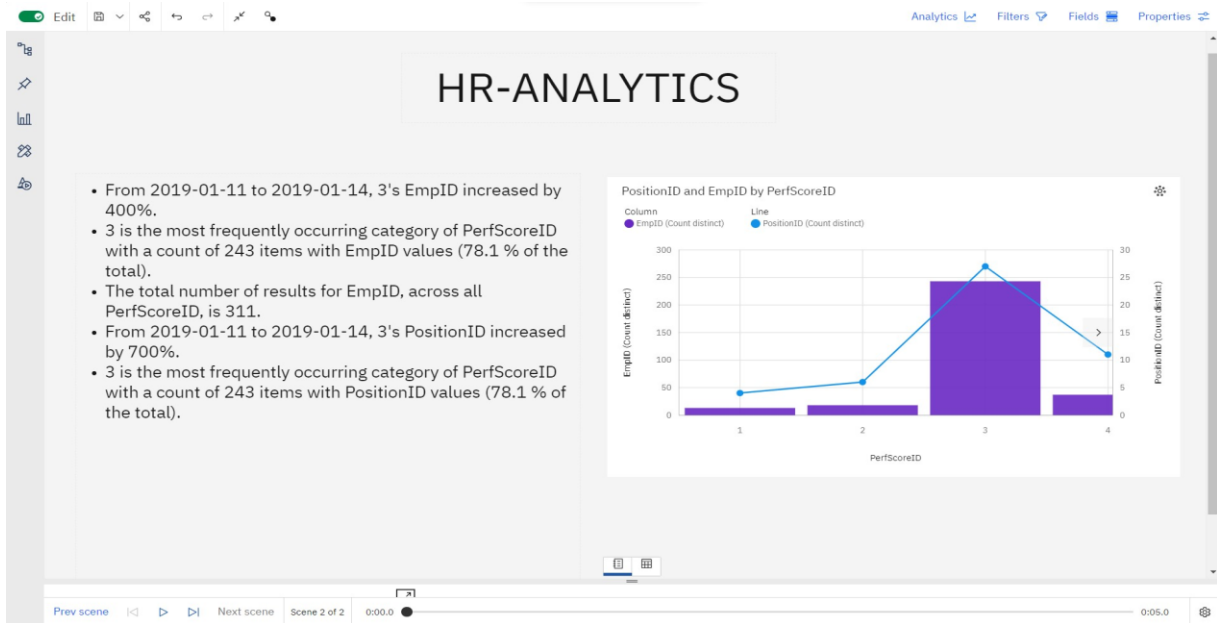 Edit
Analytics Filters Fields Properties
HR-ANALYTICS
• From 2019-01-11 to 2019-01-14, 3's EmpID increased by
400%.
• 3 is the most frequently occurring category of PerfScoreID
with a count of 243 items with EmpID values (78.1 % of the
total).
• The total number of results for EmpID, across all
PerfScoreID, is 311.
• From 2019-01-11 to 2019-01-14, 3's PositionID increased
by 700%.
• 3 is the most frequently occurring category of PerfScoreID
with a count of 243 items with PositionID values (78.1 % of
the total).
PositionID and EmpID by PerfScoreID
Column Line
EmpID (Count distinct) PositionID (Count distinct)
EmpID (Count distinct)
300
250
200
150
100
50
0
30
25
20
15
10
5
0
PositionID (Count distinct)
1 2 3 4
PerfScoreID
Prev scene Next scene Scene 2 of 2 0:00.0 0:05.0